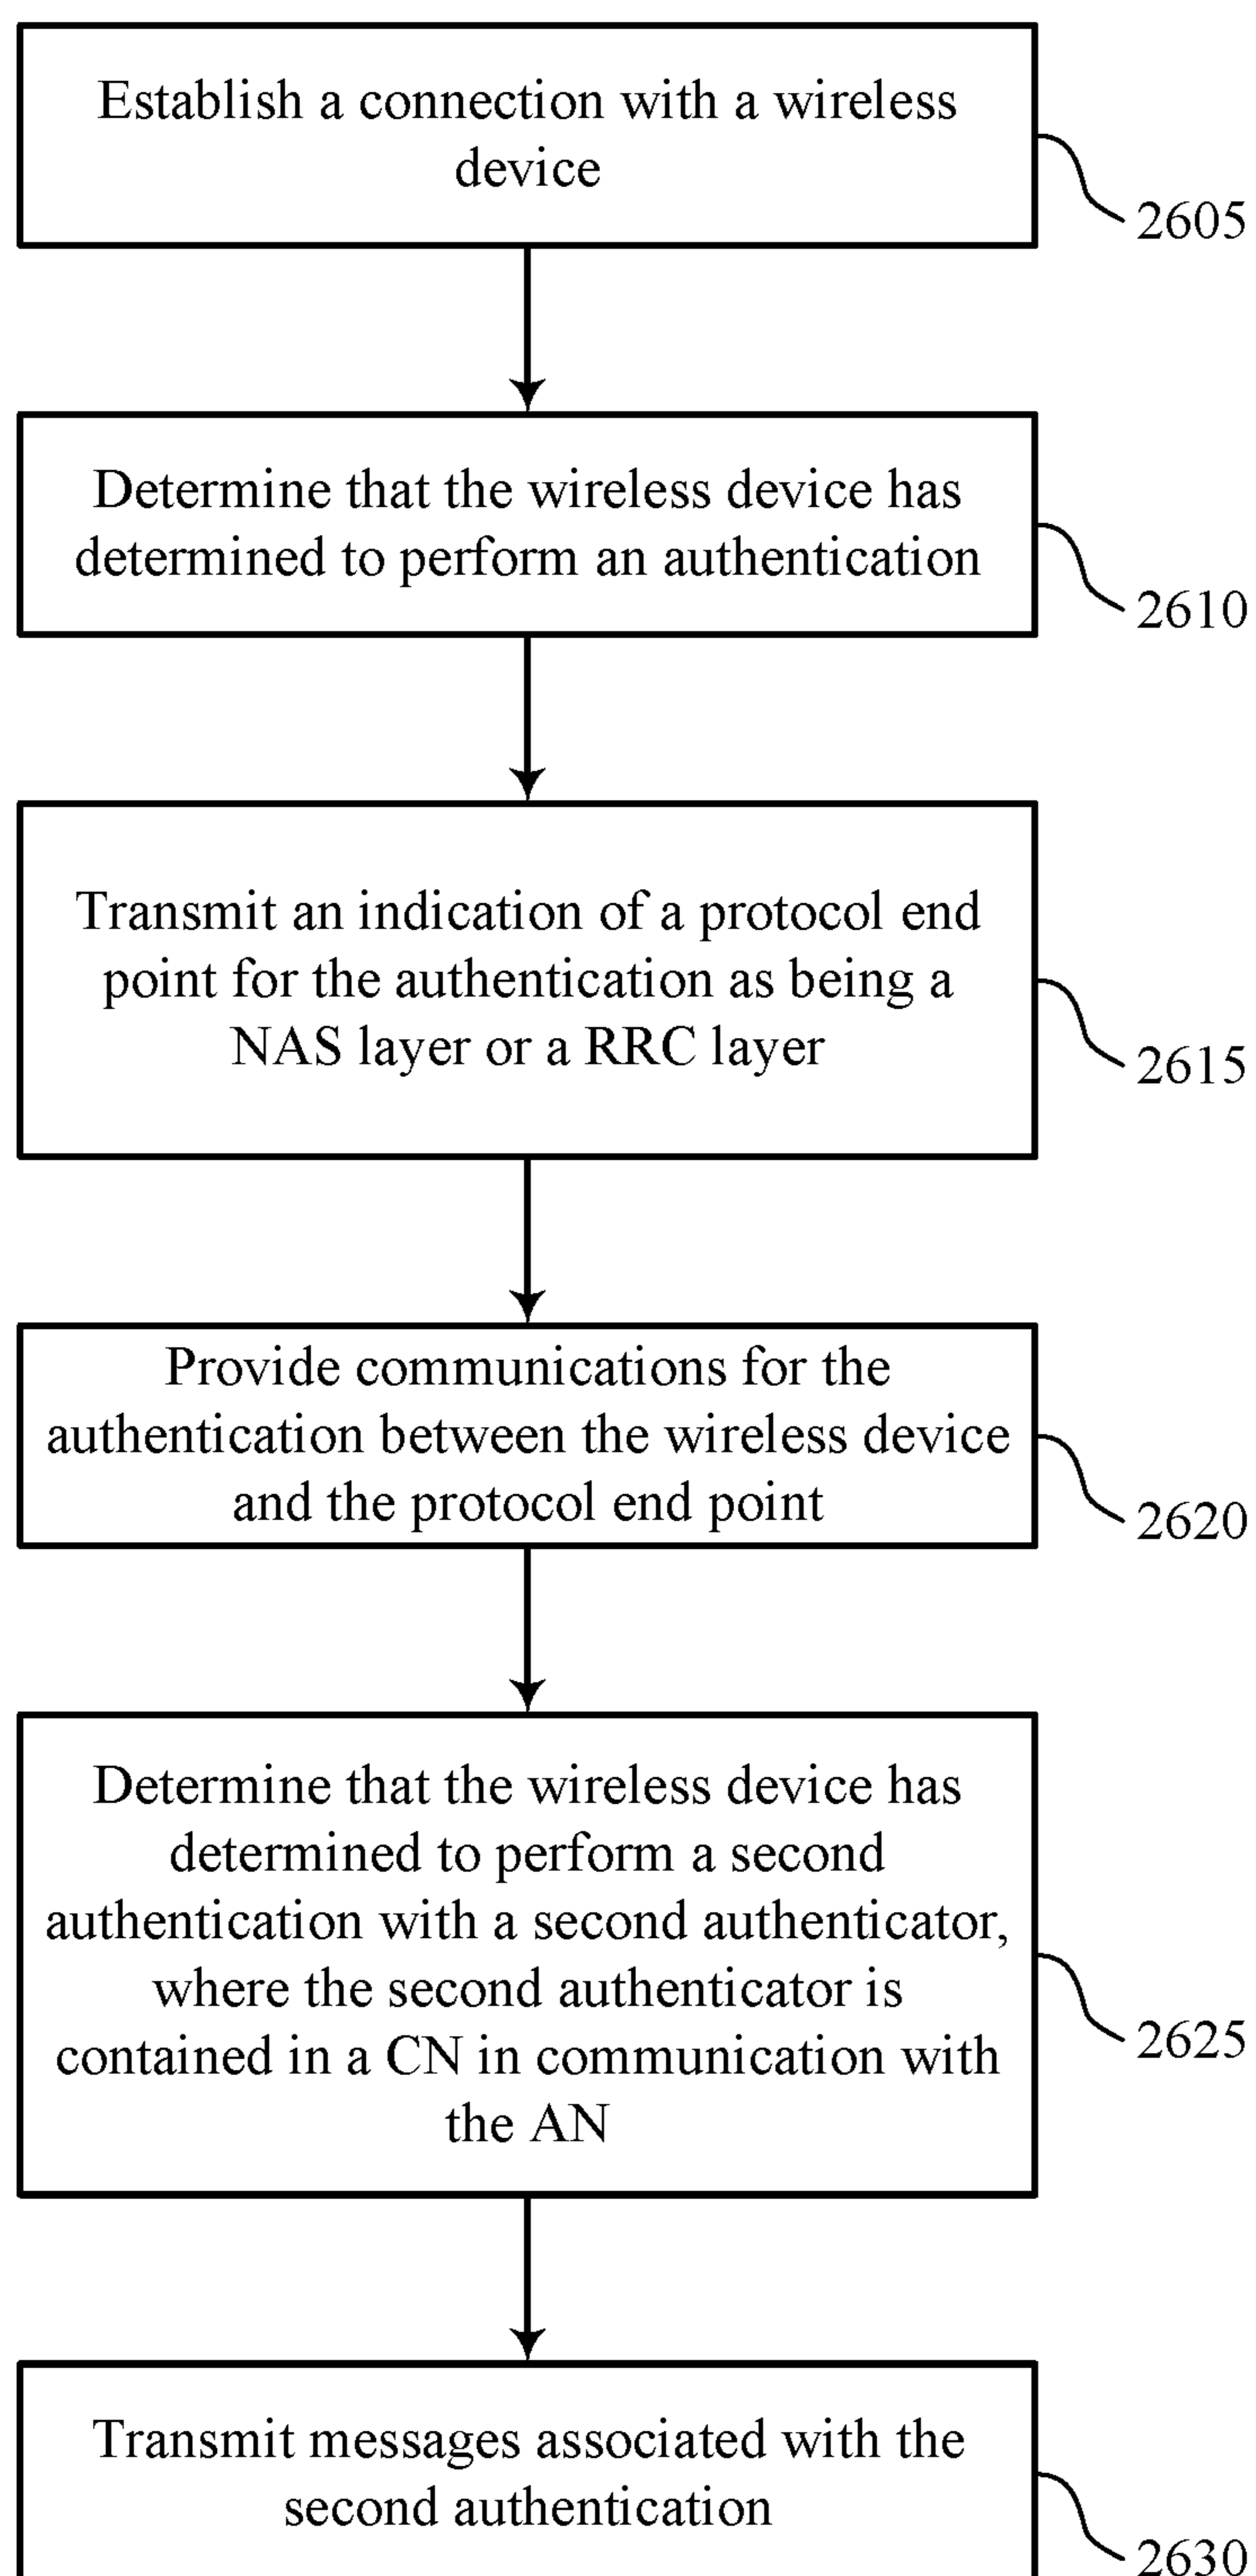 Establish a connection with a wireless
device
2605
Determine that the wireless device has
determined to perform an authentication
2610
Transmit an indication of a protocol end
point for the authentication as being a
NAS layer or a RRC layer
2615
Provide communications for the
authentication between the wireless device
and the protocol end point
2620
Determine that the wireless device has
determined to perform a second
authentication with a second authenticator,
where the second authenticator is
contained in a CN in communication with
the AN
2625
Transmit messages associated with the
second authentication
2630